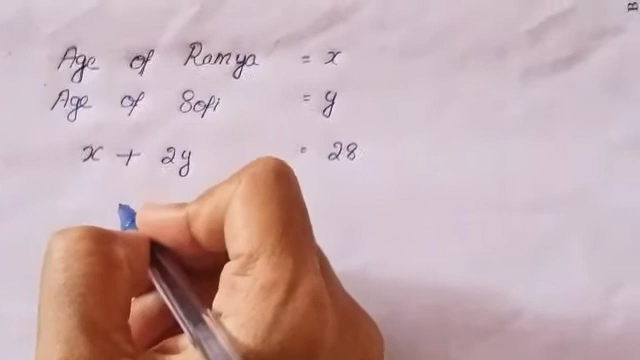 Age of Ramya = x
Age of Sofi = y
x + 2y = 28
B